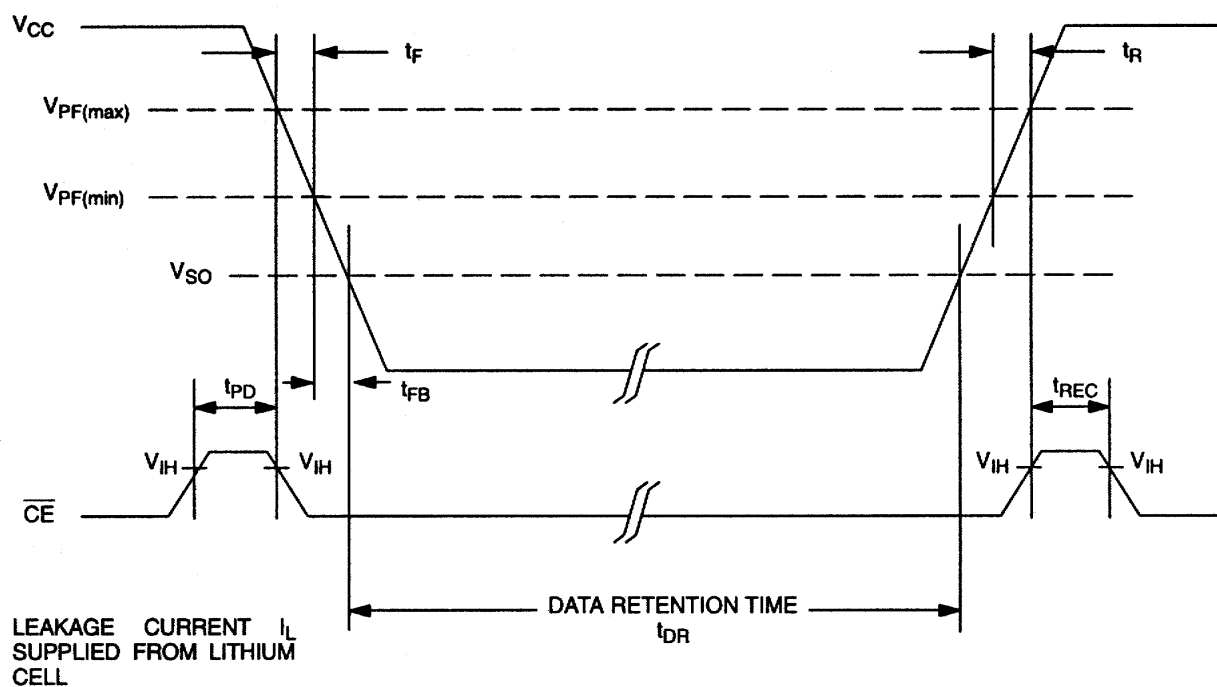 VCC
tF
tR
VPF(max)
VPF(min)
VSO
tPD
tFB
tREC
VIH
VIH
VIH
VIH
CE
DATA RETENTION TIME
tDR
LEAKAGE CURRENT IL
SUPPLIED FROM LITHIUM
CELL